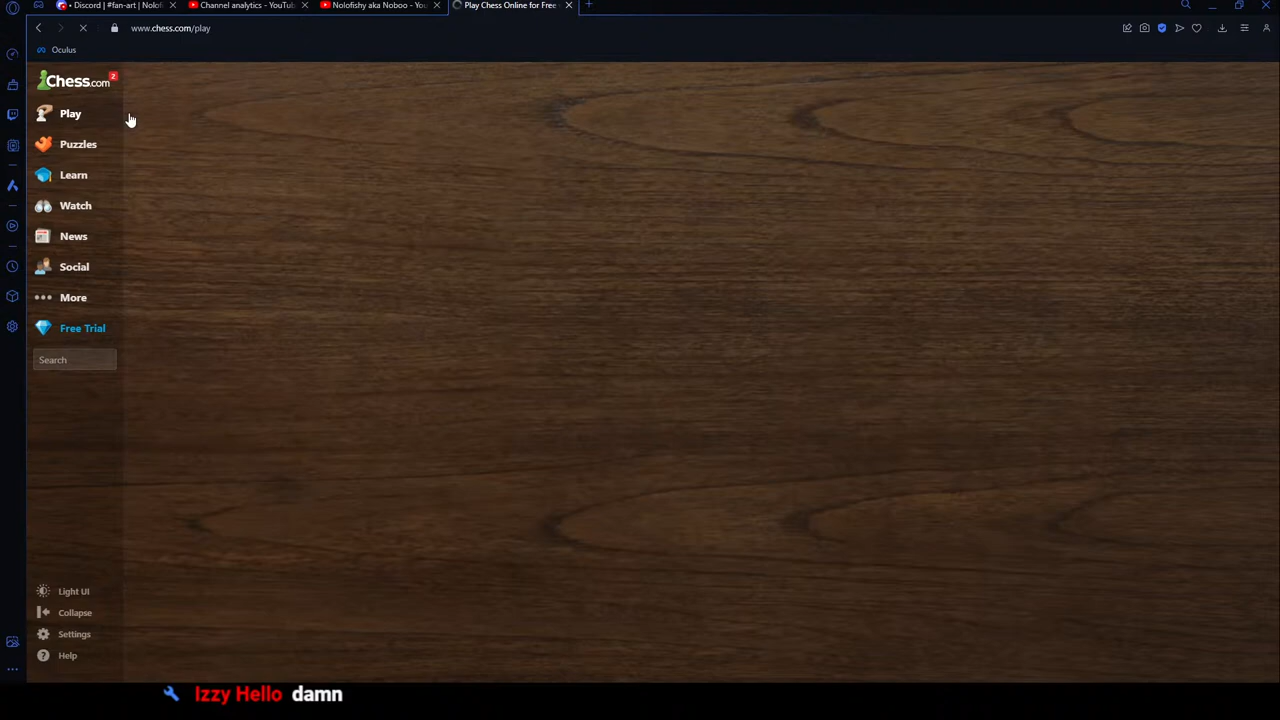 • Discord | #fan-art | Nolof
Channel analytics - YouTub
Nolofishy aka Noboo - You
Play Chess Online for Free -
www.chess.com/play
Oculus
Chess.com 2
Play
Puzzles
Learn
Watch
News
Social
More
Free Trial
Search
Light UI
Collapse
Settings
Help
Izzy Hello damn